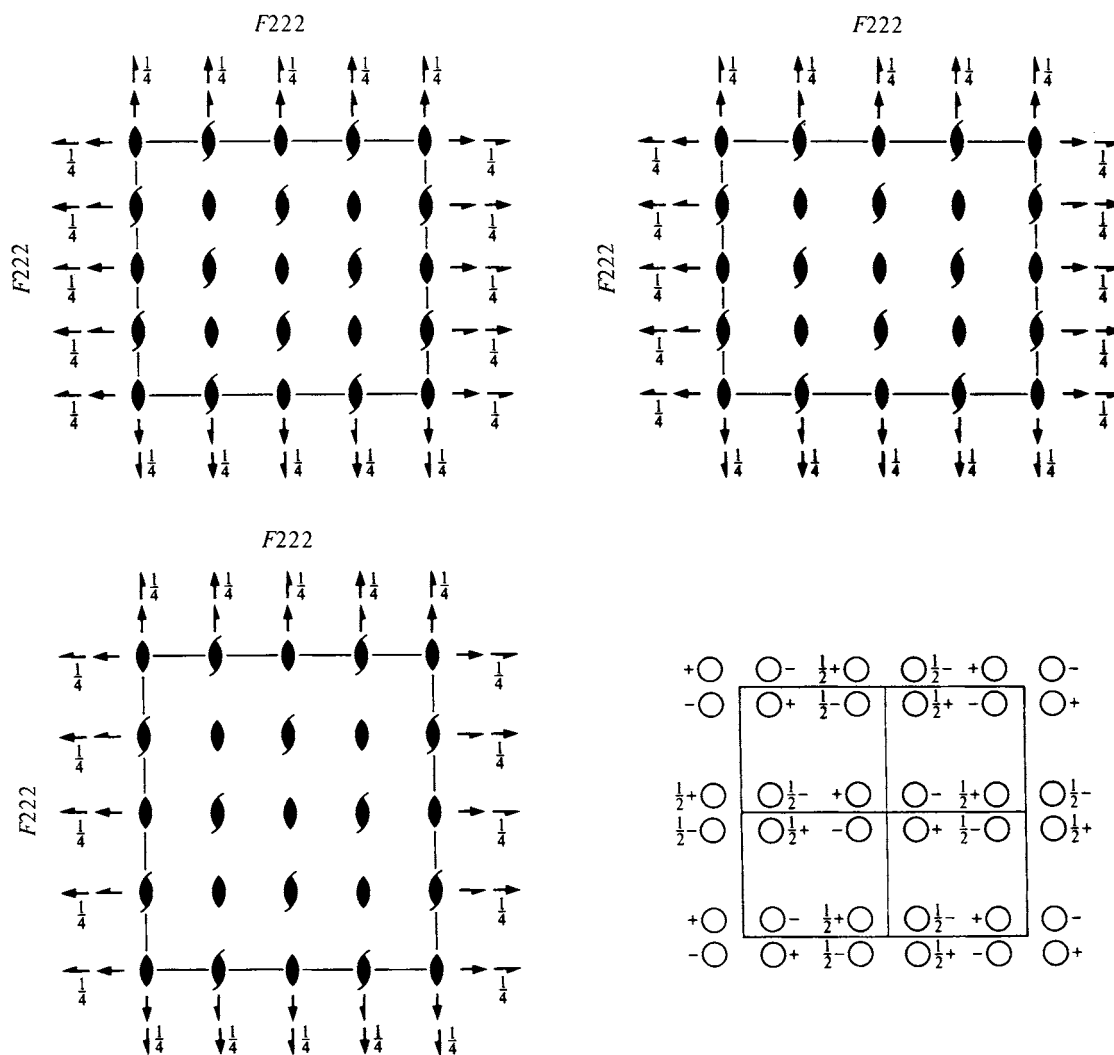 F222
¼ ¼ ¼ ¼ ¼
¼ ¼
¼ ¼
F222
¼ ¼
¼ ¼
¼ ¼
¼ ¼ ¼ ¼ ¼
F222
¼ ¼ ¼ ¼ ¼
¼ ¼
¼ ¼
F222
¼ ¼
¼ ¼
¼ ¼
¼ ¼ ¼ ¼ ¼
F222
¼ ¼ ¼ ¼ ¼
¼ ¼
¼ ¼
F222
¼ ¼
¼ ¼
¼ ¼
¼ ¼ ¼ ¼ ¼
+ − ½+ ½− + −
− + ½− ½+ − +
½+ ½− + − ½+ ½−
½− ½+ − + ½− ½+
+ − ½+ ½− + −
− + ½− ½+ − +